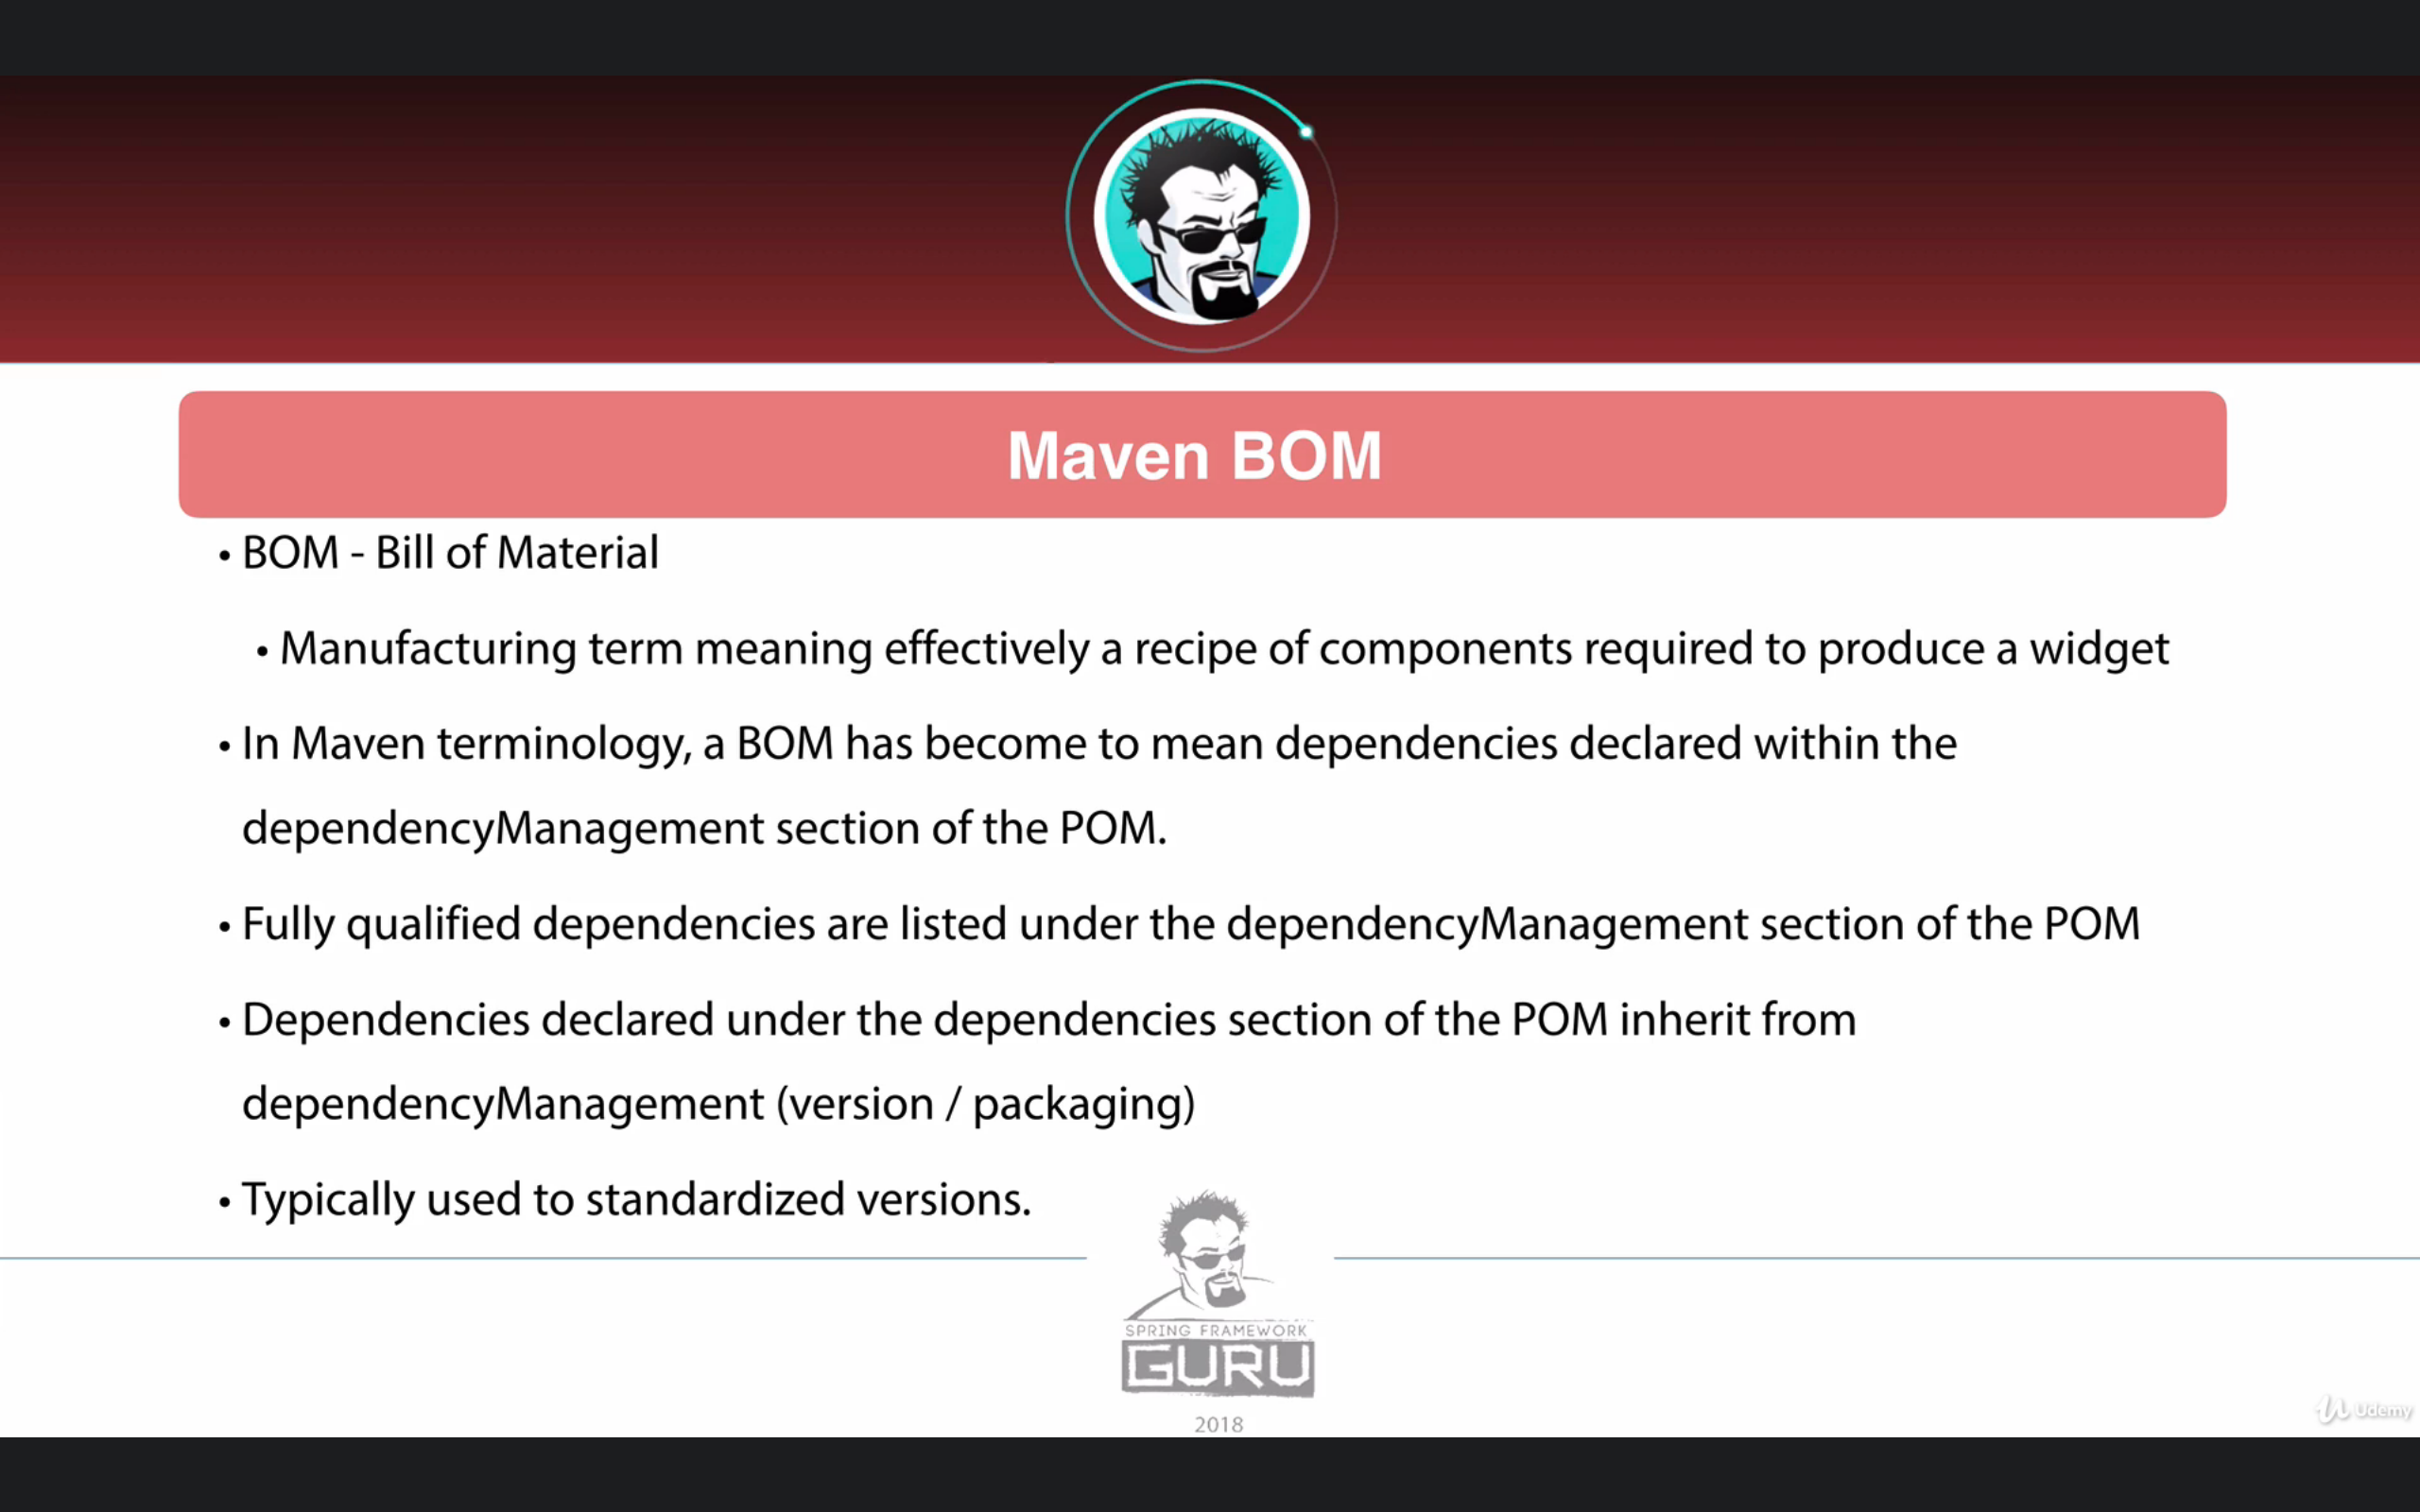 Maven BOM
• BOM - Bill of Material
• Manufacturing term meaning effectively a recipe of components required to produce a widget
• In Maven terminology, a BOM has become to mean dependencies declared within the
dependencyManagement section of the POM.
• Fully qualified dependencies are listed under the dependencyManagement section of the POM
• Dependencies declared under the dependencies section of the POM inherit from
dependencyManagement (version / packaging)
• Typically used to standardized versions.
SPRING FRAMEWORK
GURU
2018
Udemy